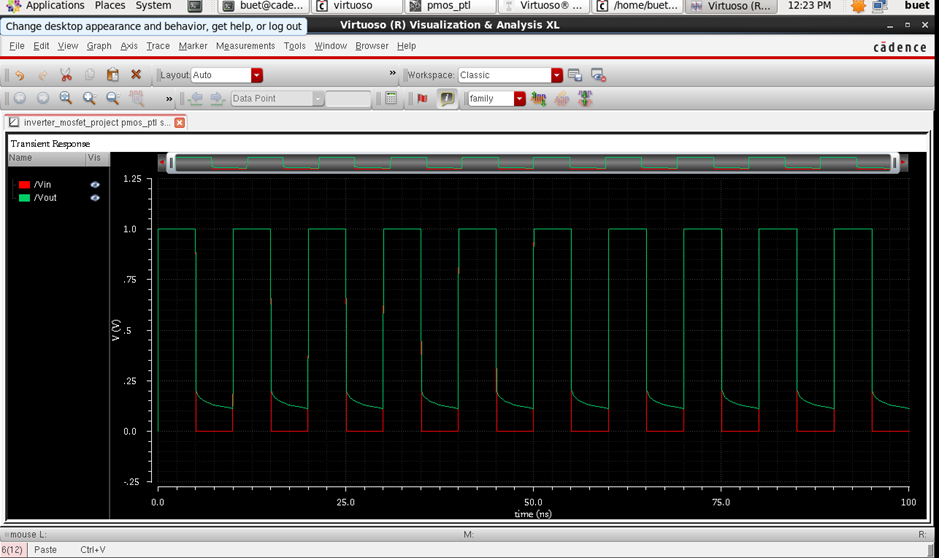 Applications Places System buet@cade... virtuoso pmos_ptl Virtuoso®... /home/buet... Virtuoso (R... 12:23 PM buet
Change desktop appearance and behavior, get help, or log out
Virtuoso (R) Visualization & Analysis XL
File Edit View Graph Axis Trace Marker Measurements Tools Window Browser Help
cādence
Layout: Auto » Workspace: Classic
» Data Point family
inverter_mosfet_project pmos_ptl s...
Transient Response
Name Vis
/Vin
/Vout
1.25
1.0
.75
.5
.25
0.0
-.25
V (V)
0.0 25.0 50.0 75.0 100
time (ns)
mouse L: M: R:
6(12) Paste Ctrl+V